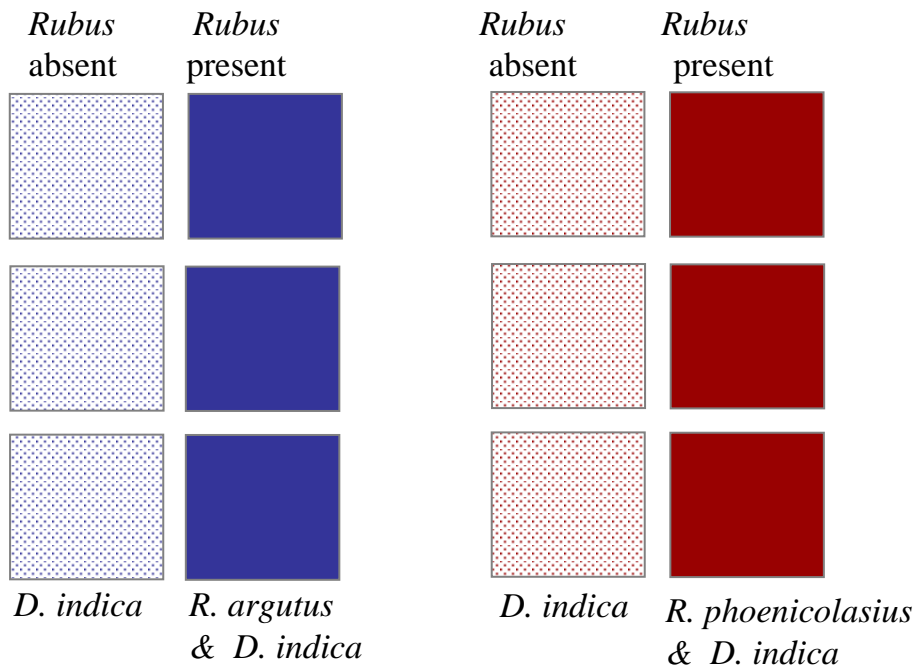 Rubus Rubus Rubus Rubus
absent present absent present
D. indica R. argutus D. indica R. phoenicolasius
& D. indica & D. indica